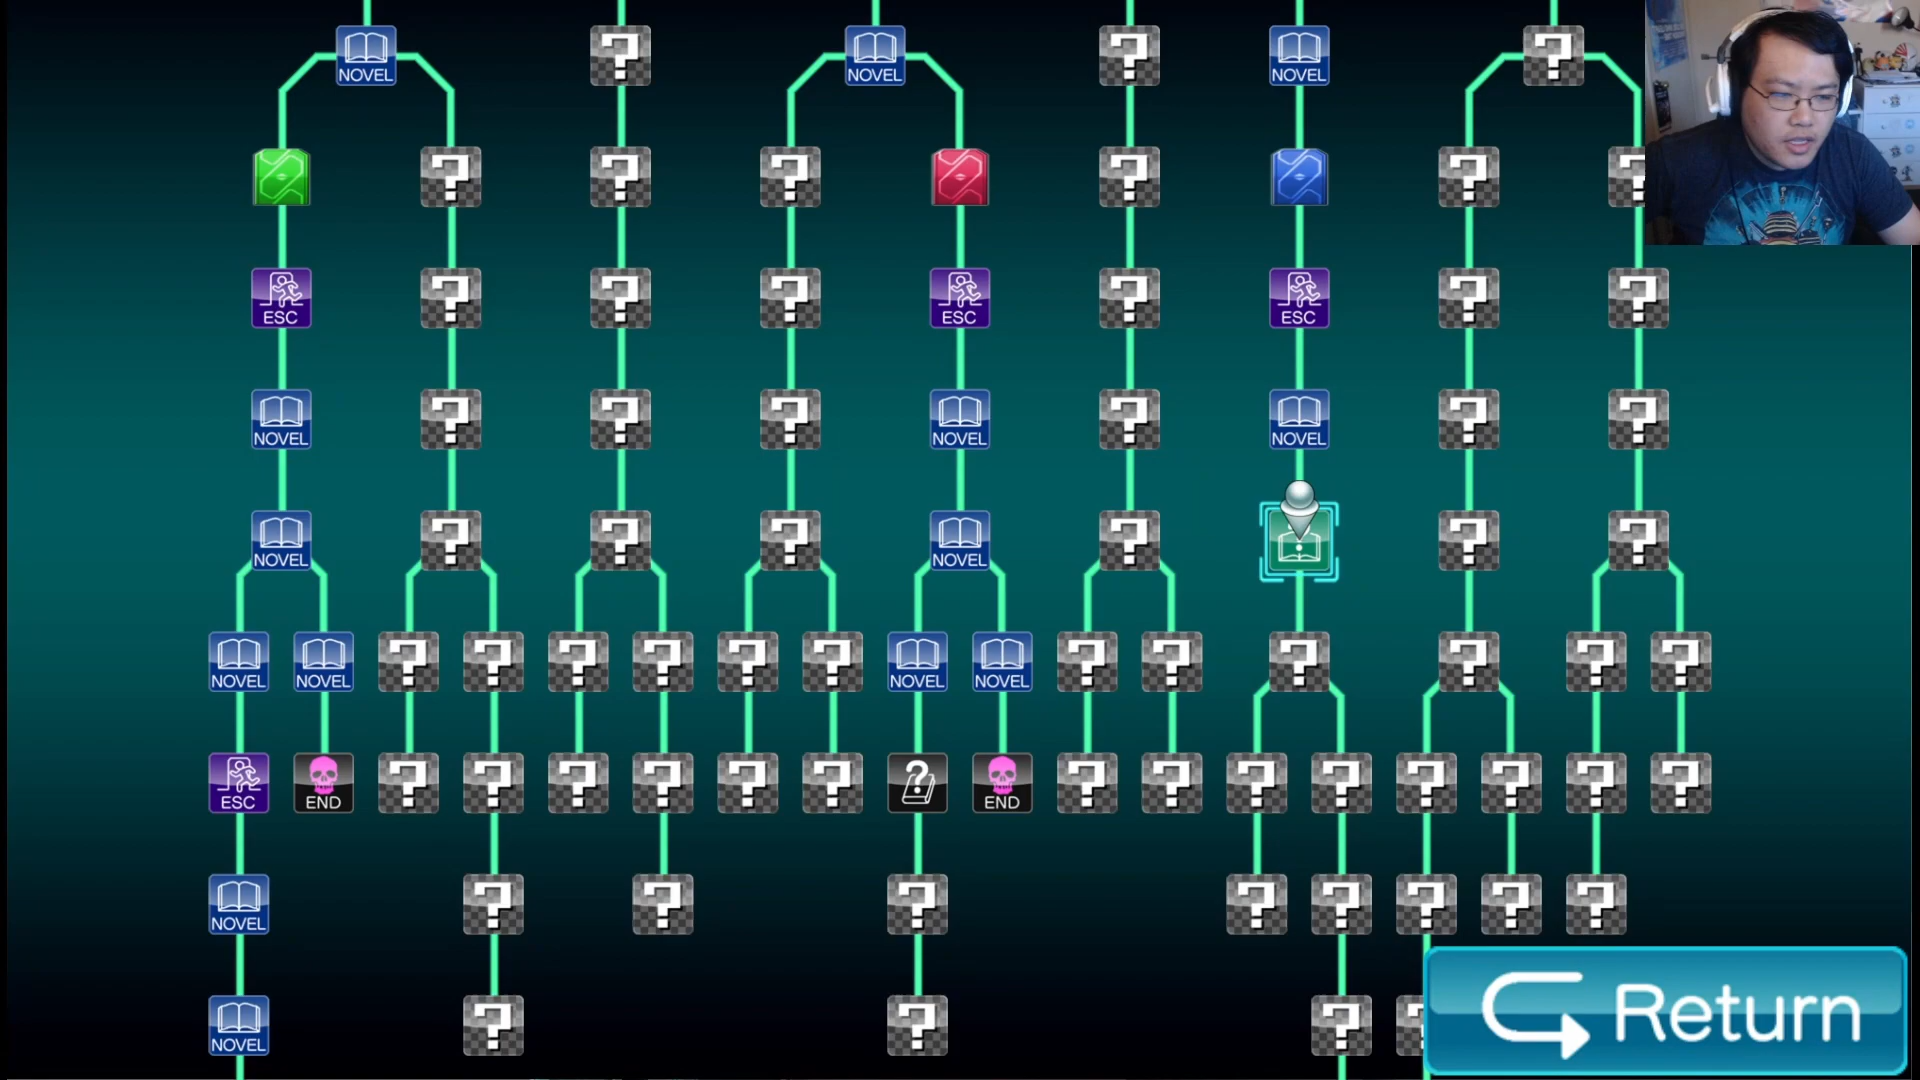 NOVEL ? NOVEL ? NOVEL ?
? ? ? ? ? ? ?
ESC ? ? ? ESC ? ESC ? ?
NOVEL ? ? ? NOVEL ? NOVEL ? ?
NOVEL ? ? ? NOVEL ? ? ?
NOVEL NOVEL ? ? ? ? ? ? NOVEL NOVEL ? ? ? ? ? ?
ESC END ? ? ? ? ? ? ? END ? ? ? ? ? ? ? ?
NOVEL ? ? ? ? ? ? ? ?
NOVEL ? ? ? ?
Return